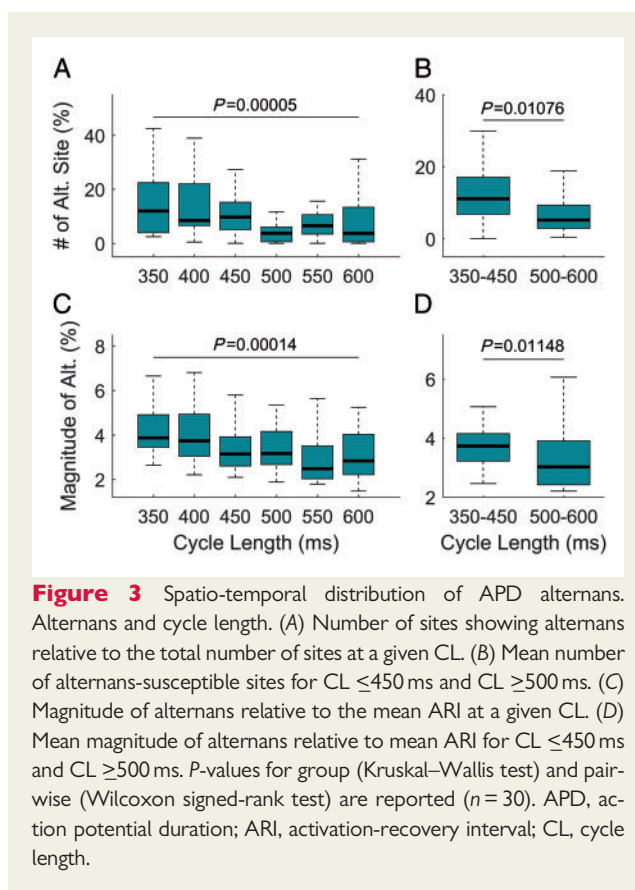 A
B
P=0.00005
P=0.01076
# of Alt. Site (%)
40
20
0
350 400 450 500 550 600
40
20
0
350-450 500-600
C
D
P=0.00014
P=0.01148
Magnitude of Alt. (%)
8
6
4
2
350 400 450 500 550 600
Cycle Length (ms)
6
4
2
350-450 500-600
Cycle Length (ms)
Figure 3 Spatio-temporal distribution of APD alternans.
Alternans and cycle length. (A) Number of sites showing alternans
relative to the total number of sites at a given CL. (B) Mean number
of alternans-susceptible sites for CL ≤450 ms and CL ≥500 ms. (C)
Magnitude of alternans relative to the mean ARI at a given CL. (D)
Mean magnitude of alternans relative to mean ARI for CL ≤450 ms
and CL ≥500 ms. P-values for group (Kruskal–Wallis test) and pair-
wise (Wilcoxon signed-rank test) are reported (n = 30). APD, ac-
tion potential duration; ARI, activation-recovery interval; CL, cycle
length.